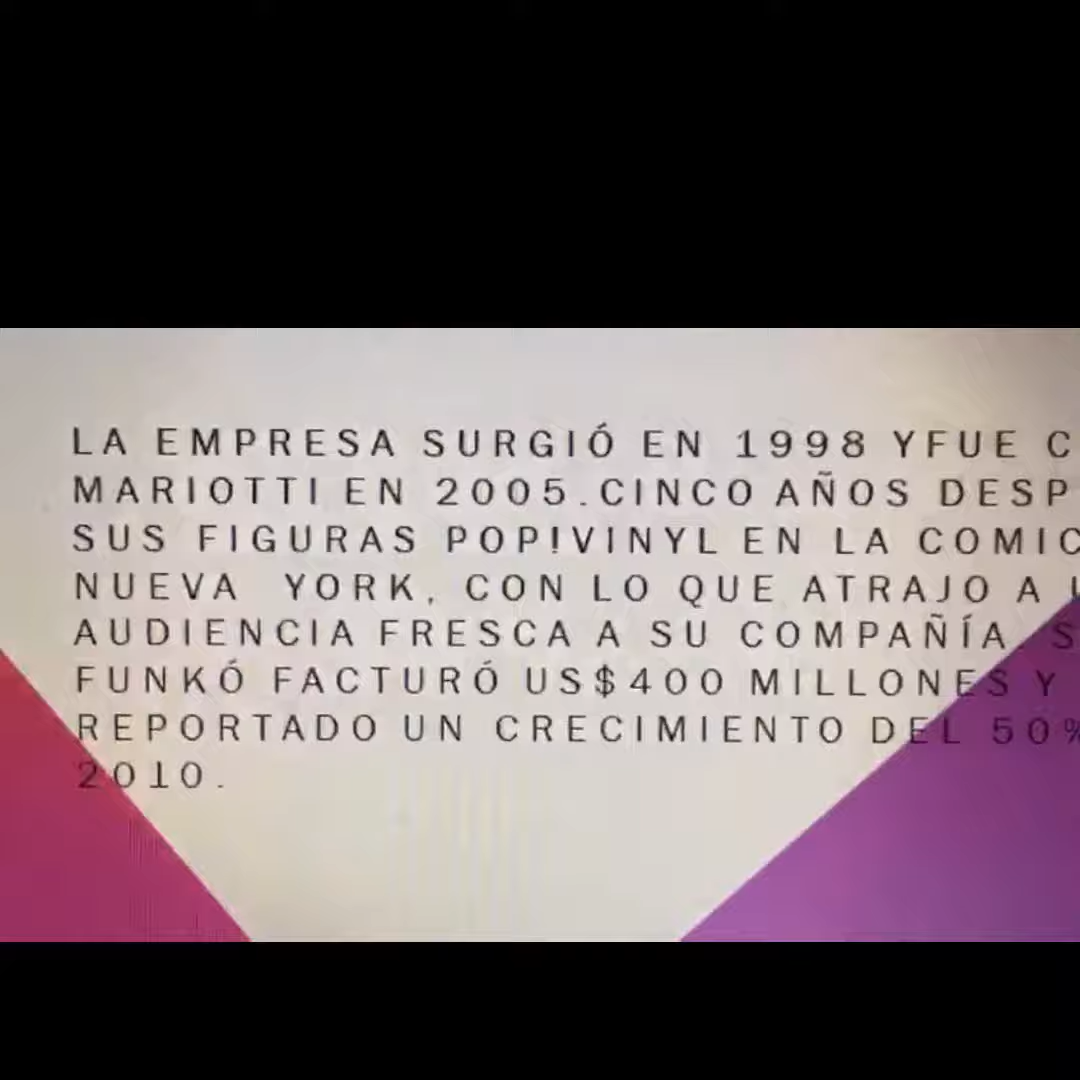 LA EMPRESA SURGIÓ EN 1998 YFUE
MARIOTTI EN 2005.CINCO AÑOS
SUS FIGURAS POP!VINYL EN LA
NUEVA YORK, CON LO QUE ATRAJO A
AUDIENCIA FRESCA A SU COMPAÑÍA.
FUNKÓ FACTURÓ US$400 MILLONES Y
REPORTADO UN CRECIMIENTO DEL 50%
2010.